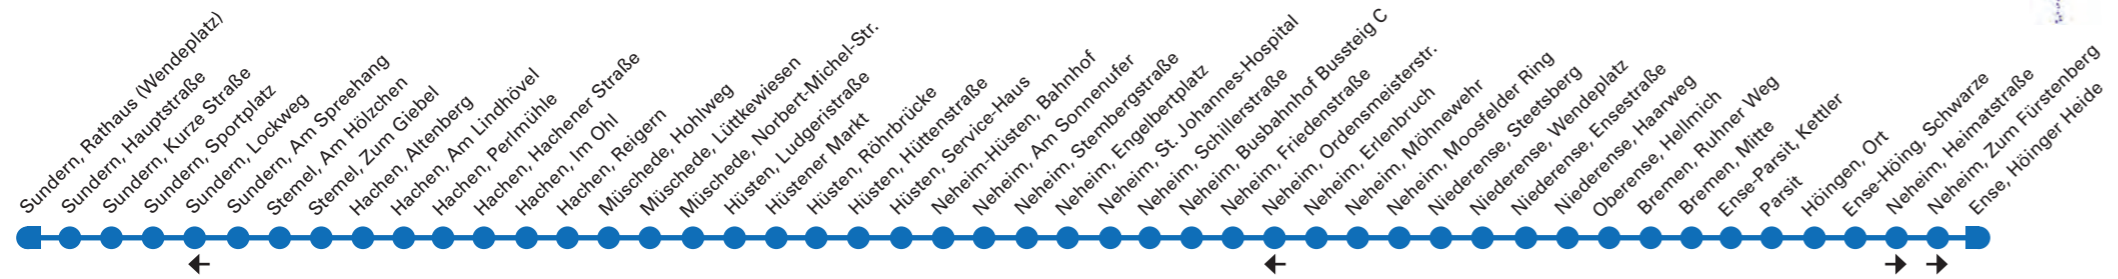 Sundern, Rathaus (Wendeplatz)
Sundern, Hauptstraße
Sundern, Kurze Straße
Sundern, Sportplatz
Sundern, Lockweg
Sundern, Am Spreehang
Stemel, Am Hölzchen
Stemel, Zum Giebel
Hachen, Altenberg
Hachen, Am Lindhövel
Hachen, Perlmühle
Hachen, Hachener Straße
Hachen, Im Ohl
Hachen, Reigern
Müschede, Hohlweg
Müschede, Lüttkewiesen
Müschede, Norbert-Michel-Str.
Hüsten, Ludgeristraße
Hüstener Markt
Hüsten, Röhrbrücke
Hüsten, Hüttenstraße
Hüsten, Service-Haus
Neheim-Hüsten, Bahnhof
Neheim, Am Sonnenufer
Neheim, Stembergstraße
Neheim, Engelbertplatz
Neheim, St. Johannes-Hospital
Neheim, Schillerstraße
Neheim, Busbahnhof Bussteig C
Neheim, Friedenstraße
Neheim, Ordensmeisterstr.
Neheim, Erlenbruch
Neheim, Möhnewehr
Neheim, Moosfelder Ring
Niederense, Steetsberg
Niederense, Wendeplatz
Niederense, Ensestraße
Niederense, Haarweg
Oberense, Hellmich
Bremen, Ruhner Weg
Bremen, Mitte
Ense-Parsit, Kettler
Parsit
Höingen, Ort
Ense-Höing, Schwarze
Neheim, Heimatstraße
Neheim, Zum Fürstenberg
Ense, Höinger Heide